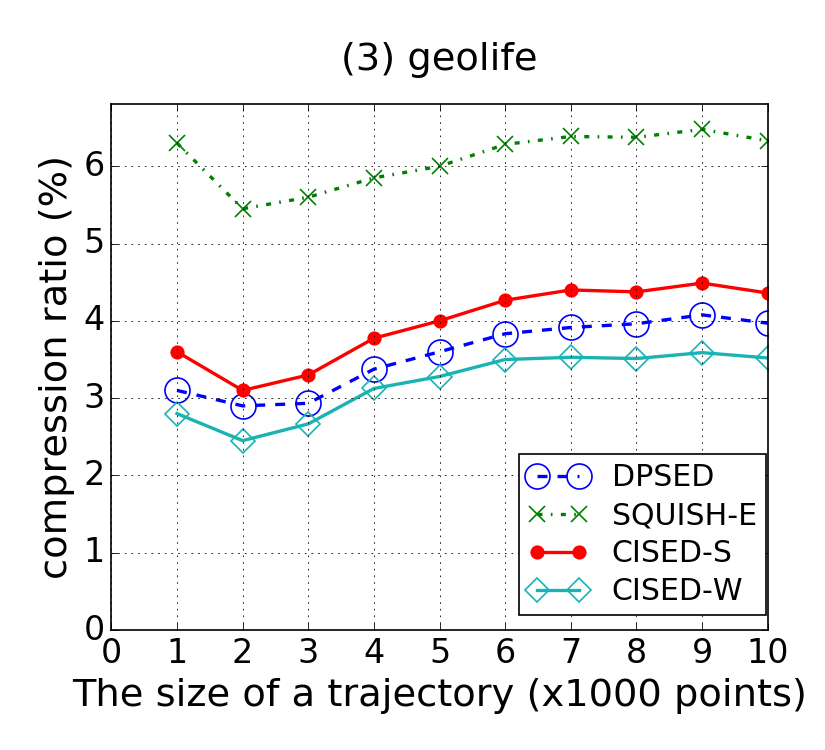 (3) geolife
compression ratio (%)
6
5
4
3
2
1
0
0 1 2 3 4 5 6 7 8 9 10
The size of a trajectory (x1000 points)
DPSED
SQUISH-E
CISED-S
CISED-W